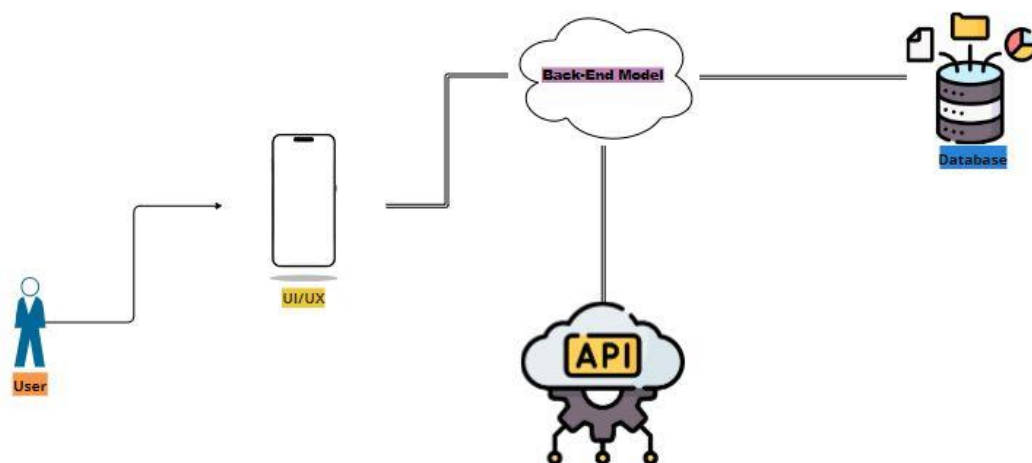 Back-End Model
Database
UI/UX
API
User